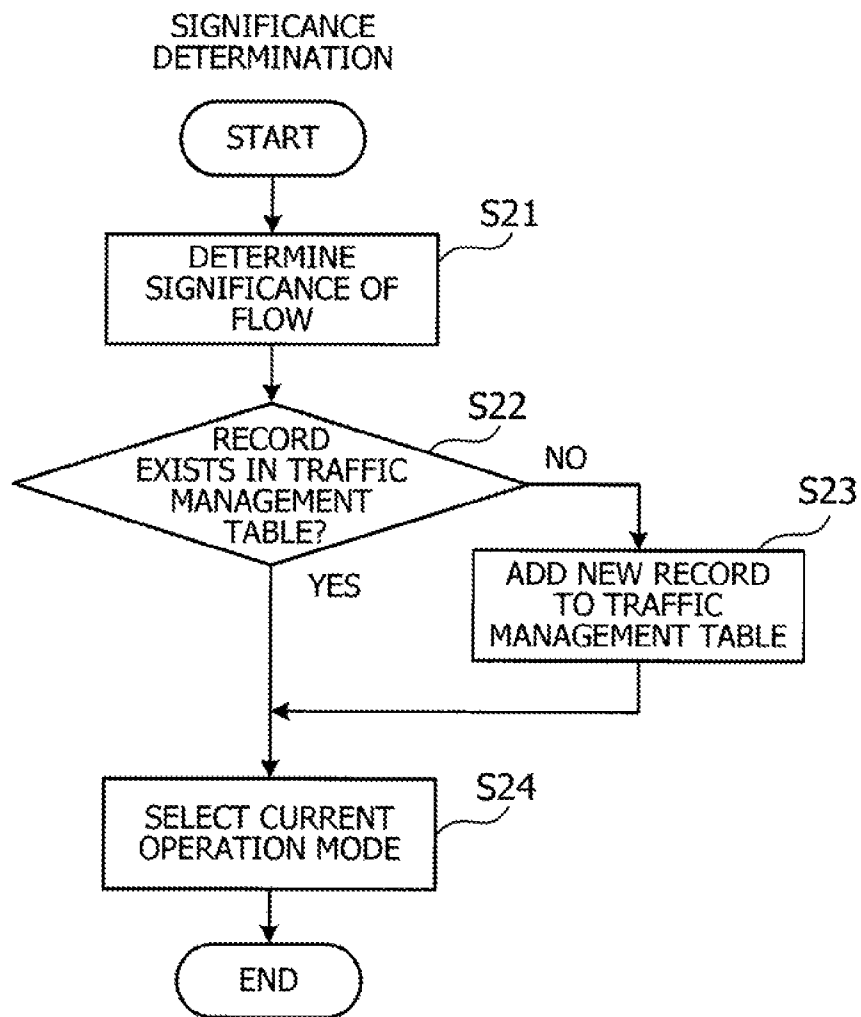 SIGNIFICANCE
DETERMINATION
START
S21
DETERMINE
SIGNIFICANCE OF
FLOW
S22
RECORD
EXISTS IN TRAFFIC
MANAGEMENT
TABLE?
NO
YES
S23
ADD NEW RECORD
TO TRAFFIC
MANAGEMENT TABLE
S24
SELECT CURRENT
OPERATION MODE
END